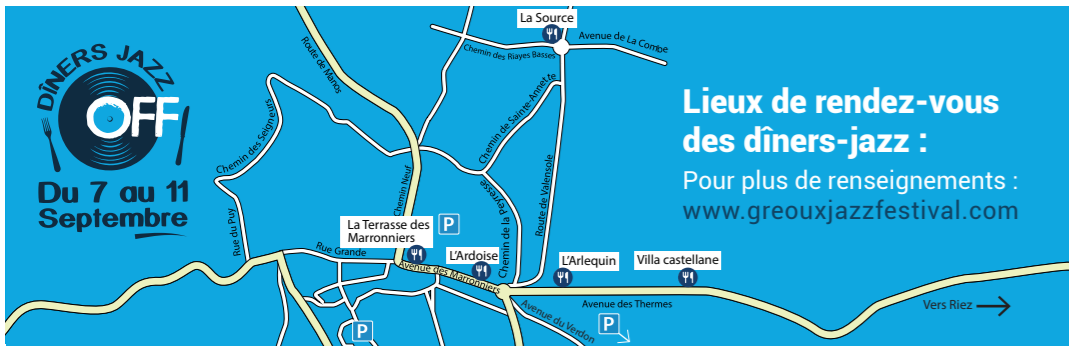 DÎNERS JAZZ
OFF
Du 7 au 11
Septembre
La Source
Avenue de La Combe
Chemin des Riayes Basses
Route de Manos
Chemin de Sainte-Annette
Chemin des Seigneurs
Chemin Neuf
Chemin de la Peyresse
Route de Valensole
Rue du Puy
La Terrasse des
Marronniers
P
Rue Grande
L'Ardoise
Avenue des Marronniers
L'Arlequin
Villa castellane
Avenue des Thermes
Avenue du Verdon
P
P
Vers Riez
Lieux de rendez-vous
des dîners-jazz :
Pour plus de renseignements :
www.greouxjazzfestival.com